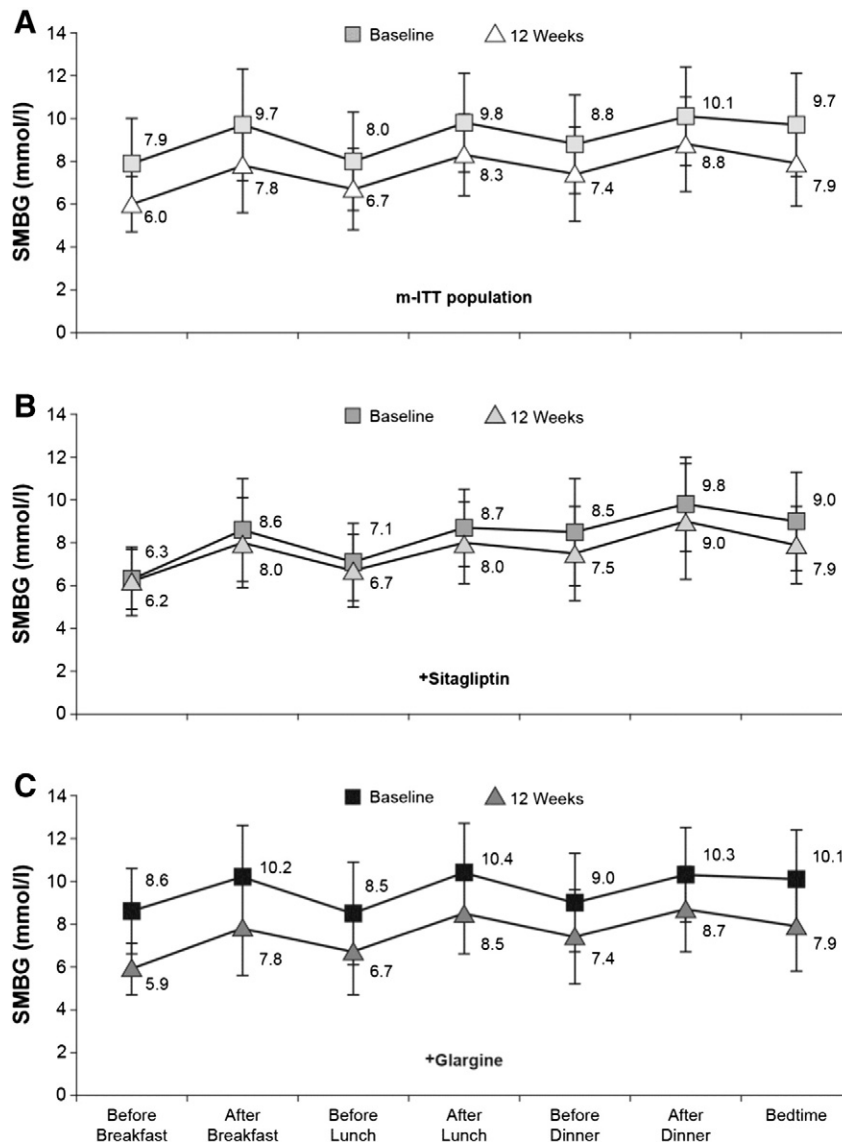 A
Baseline
12 Weeks
SMBG (mmol/l)
14
12
10
8
6
4
2
0
7.9
9.7
8.0
9.8
8.8
10.1
9.7
6.0
7.8
6.7
8.3
7.4
8.8
7.9
m-ITT population
B
Baseline
12 Weeks
SMBG (mmol/l)
14
12
10
8
6
4
2
0
6.3
8.6
7.1
8.7
8.5
9.8
9.0
6.2
8.0
6.7
8.0
7.5
9.0
7.9
+Sitagliptin
C
Baseline
12 Weeks
SMBG (mmol/l)
14
12
10
8
6
4
2
0
8.6
10.2
8.5
10.4
9.0
10.3
10.1
5.9
7.8
6.7
8.5
7.4
8.7
7.9
+Glargine
Before
Breakfast
After
Breakfast
Before
Lunch
After
Lunch
Before
Dinner
After
Dinner
Bedtime